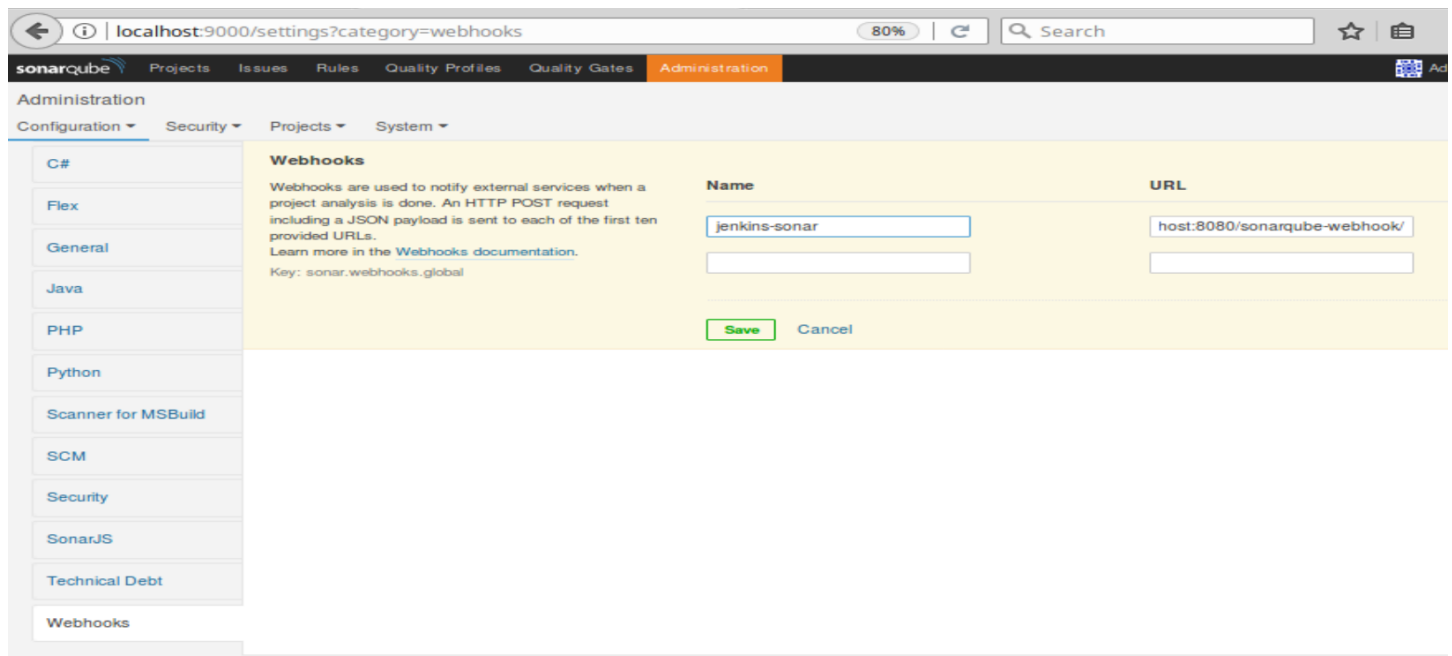 localhost:9000/settings?category=webhooks 80% Search
sonarqube Projects Issues Rules Quality Profiles Quality Gates Administration Ad
Administration
Configuration Security Projects System
C#
Flex
General
Java
PHP
Python
Scanner for MSBuild
SCM
Security
SonarJS
Technical Debt
Webhooks
Webhooks
Webhooks are used to notify external services when a
project analysis is done. An HTTP POST request
including a JSON payload is sent to each of the first ten
provided URLs.
Learn more in the Webhooks documentation.
Key: sonar.webhooks.global
Name URL
jenkins-sonar host:8080/sonarqube-webhook/
Save Cancel